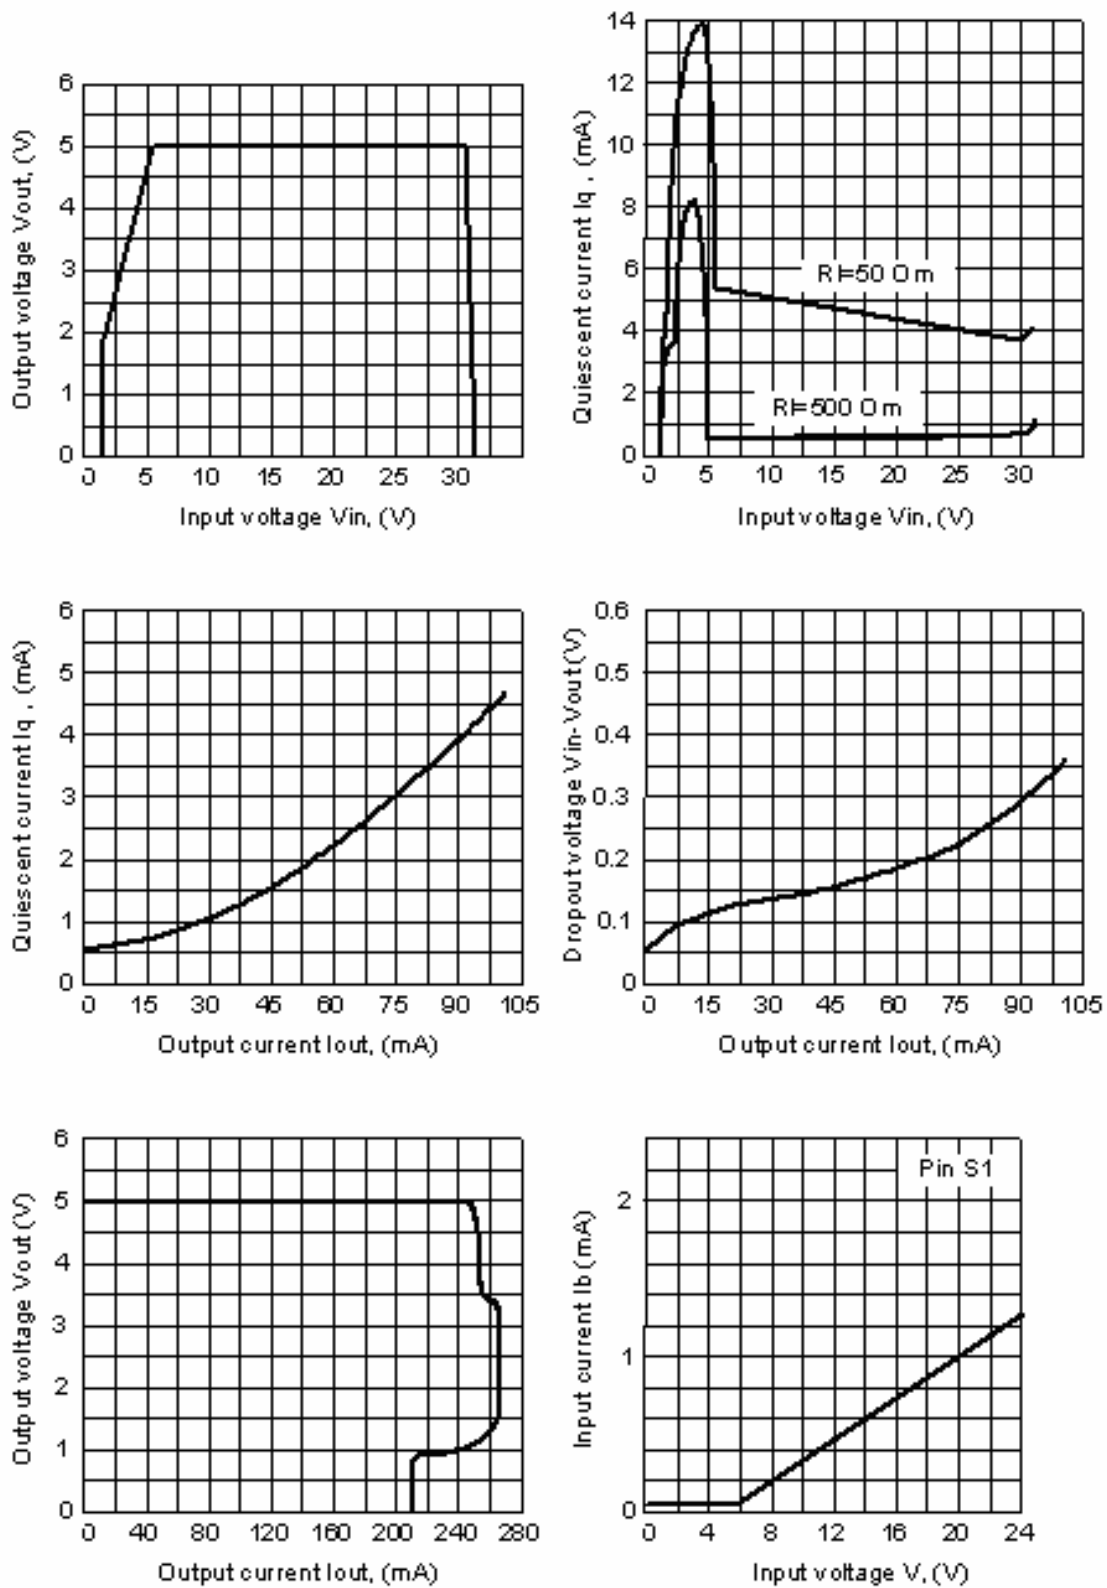 Output voltage Vout, (V)
6
5
4
3
2
1
0
0 5 10 15 20 25 30
Input voltage Vin, (V)
Quiescent current Iq , (mA)
14
12
10
8
6
4
2
0
Rl=50 Om
Rl=500 Om
0 5 10 15 20 25 30
Input voltage Vin, (V)
Quiescent current Iq , (mA)
6
5
4
3
2
1
0
0 15 30 45 60 75 90 105
Output current Iout, (mA)
Dropout voltage Vin-Vout (V)
0.6
0.5
0.4
0.3
0.2
0.1
0
0 15 30 45 60 75 90 105
Output current Iout, (mA)
Output voltage Vout (V)
6
5
4
3
2
1
0
0 40 80 120 160 200 240 280
Output current Iout, (mA)
Input current Ib (mA)
Pin S1
2
1
0
0 4 8 12 16 20 24
Input voltage V, (V)